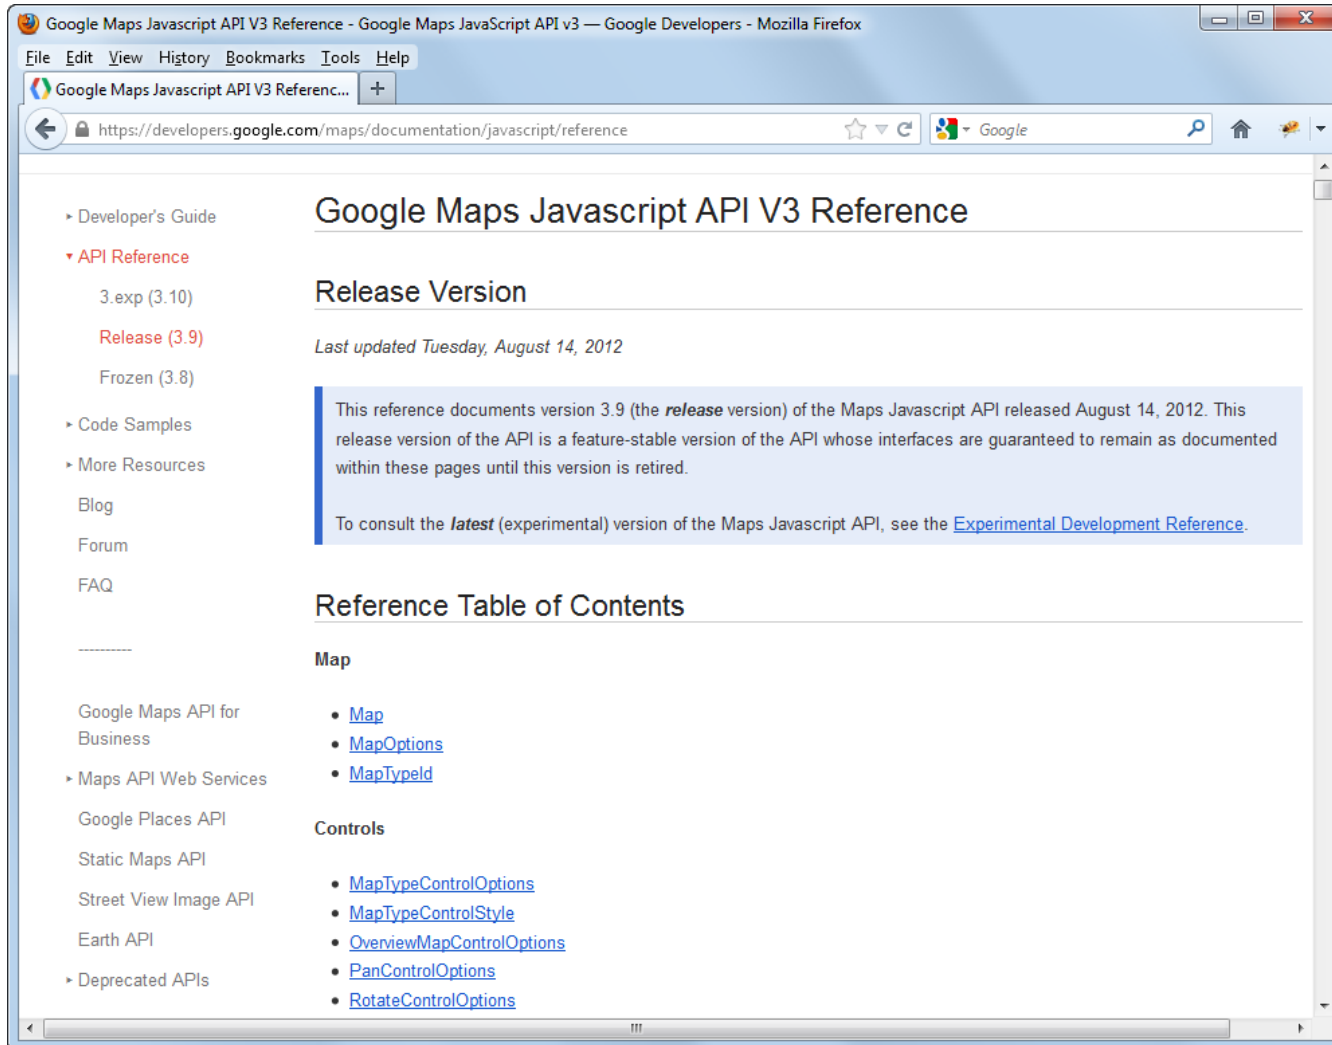 Google Maps Javascript API V3 Reference - Google Maps JavaScript API v3 — Google Developers - Mozilla Firefox
File Edit View History Bookmarks Tools Help
Google Maps Javascript API V3 Referenc...
https://developers.google.com/maps/documentation/javascript/reference
Google
Developer's Guide
API Reference
3.exp (3.10)
Release (3.9)
Frozen (3.8)
Code Samples
More Resources
Blog
Forum
FAQ
----------
Google Maps API for
Business
Maps API Web Services
Google Places API
Static Maps API
Street View Image API
Earth API
Deprecated APIs
Google Maps Javascript API V3 Reference
Release Version
Last updated Tuesday, August 14, 2012
This reference documents version 3.9 (the release version) of the Maps Javascript API released August 14, 2012. This
release version of the API is a feature-stable version of the API whose interfaces are guaranteed to remain as documented
within these pages until this version is retired.
To consult the latest (experimental) version of the Maps Javascript API, see the Experimental Development Reference.
Reference Table of Contents
Map
• Map
• MapOptions
• MapTypeId
Controls
• MapTypeControlOptions
• MapTypeControlStyle
• OverviewMapControlOptions
• PanControlOptions
• RotateControlOptions